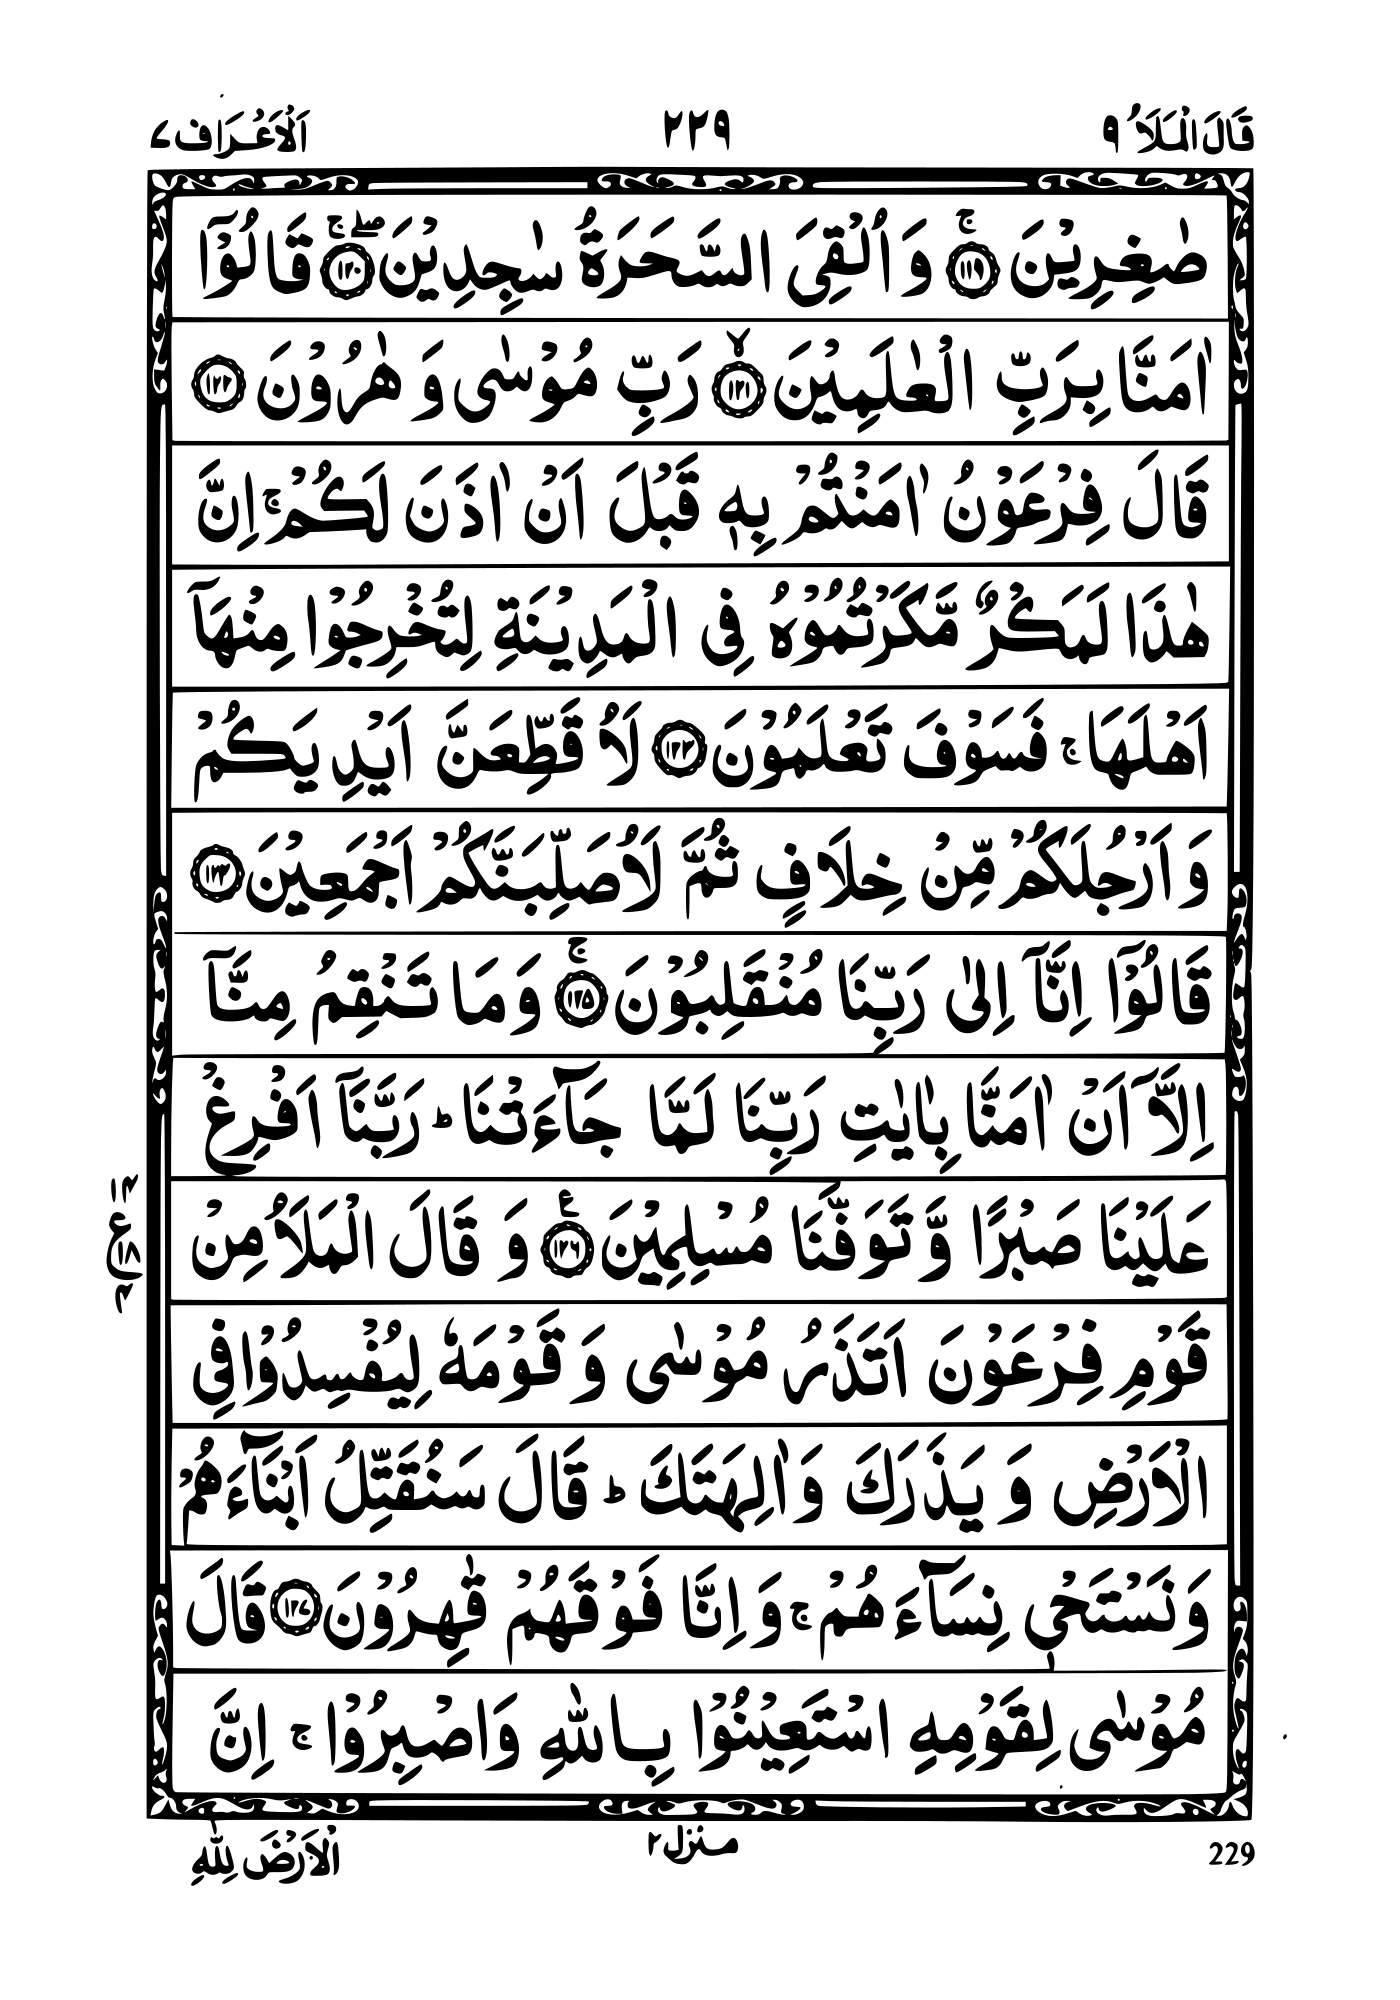 قَالَ الْمَلَاُ ٩
٢٢٩
اَلْاَعْرَاف ٧
صٰغِرِيْنَ ۚ﴿١١٩﴾ وَ اُلْقِيَ السَّحَرَةُ سٰجِدِيْنَ ۖۚ﴿١٢٠﴾ قَالُوْۤا
اٰمَنَّا بِرَبِّ الْعٰلَمِيْنَ ۙ﴿١٢١﴾ رَبِّ مُوْسٰى وَ هٰرُوْنَ ﴿١٢٢﴾
قَالَ فِرْعَوْنُ اٰمَنْتُمْ بِهٖ قَبْلَ اَنْ اٰذَنَ لَكُمْ ۚ اِنَّ
هٰذَا لَمَكْرٌ مَّكَرْتُمُوْهُ فِى الْمَدِيْنَةِ لِتُخْرِجُوْا مِنْهَاۤ
اَهْلَهَا ۚ فَسَوْفَ تَعْلَمُوْنَ ﴿١٢٣﴾ لَاُ قَطِّعَنَّ اَيْدِ يَكُمْ
وَ اَرْجُلَكُمْ مِّنْ خِلَافٍ ثُمَّ لَاُصَلِّبَنَّكُمْ اَجْمَعِيْنَ ﴿١٢٤﴾
قَالُوْۤا اِنَّاۤ اِلٰى رَبِّنَا مُنْقَلِبُوْنَ ۚ﴿١٢٥﴾ وَ مَا تَنْقِمُ مِنَّاۤ
اِلَّاۤ اَنْ اٰمَنَّا بِاٰيٰتِ رَبِّنَا لَمَّا جَآءَتْنَا ؕ رَبَّنَاۤ اَفْرِغْ
عَلَيْنَا صَبْرًا وَّ تَوَفَّنَا مُسْلِمِيْنَ ﴿١٢٦﴾ ع وَ قَالَ الْمَلَاُ مِنْ
قَوْمِ فِرْعَوْنَ اَتَذَرُ مُوْسٰى وَ قَوْمَهٗ لِيُفْسِدُوْا فِى
الْاَرْضِ وَ يَذَرَكَ وَ اٰلِهَتَكَ ؕ قَالَ سَنُقَتِّلُ اَبْنَآءَهُمْ
وَ نَسْتَحْيٖ نِسَآءَ هُمْ ۚ وَ اِنَّا فَوْقَهُمْ قٰهِرُوْنَ ﴿١٢٧﴾ قَالَ
مُوْسٰى لِقَوْمِهِ اسْتَعِيْنُوْا بِاللّٰهِ وَ اصْبِرُوْا ۚ اِنَّ
١٤
ع
١٨
٤
الْاَرْضَ لِلّٰهِ
منزل ٢
229